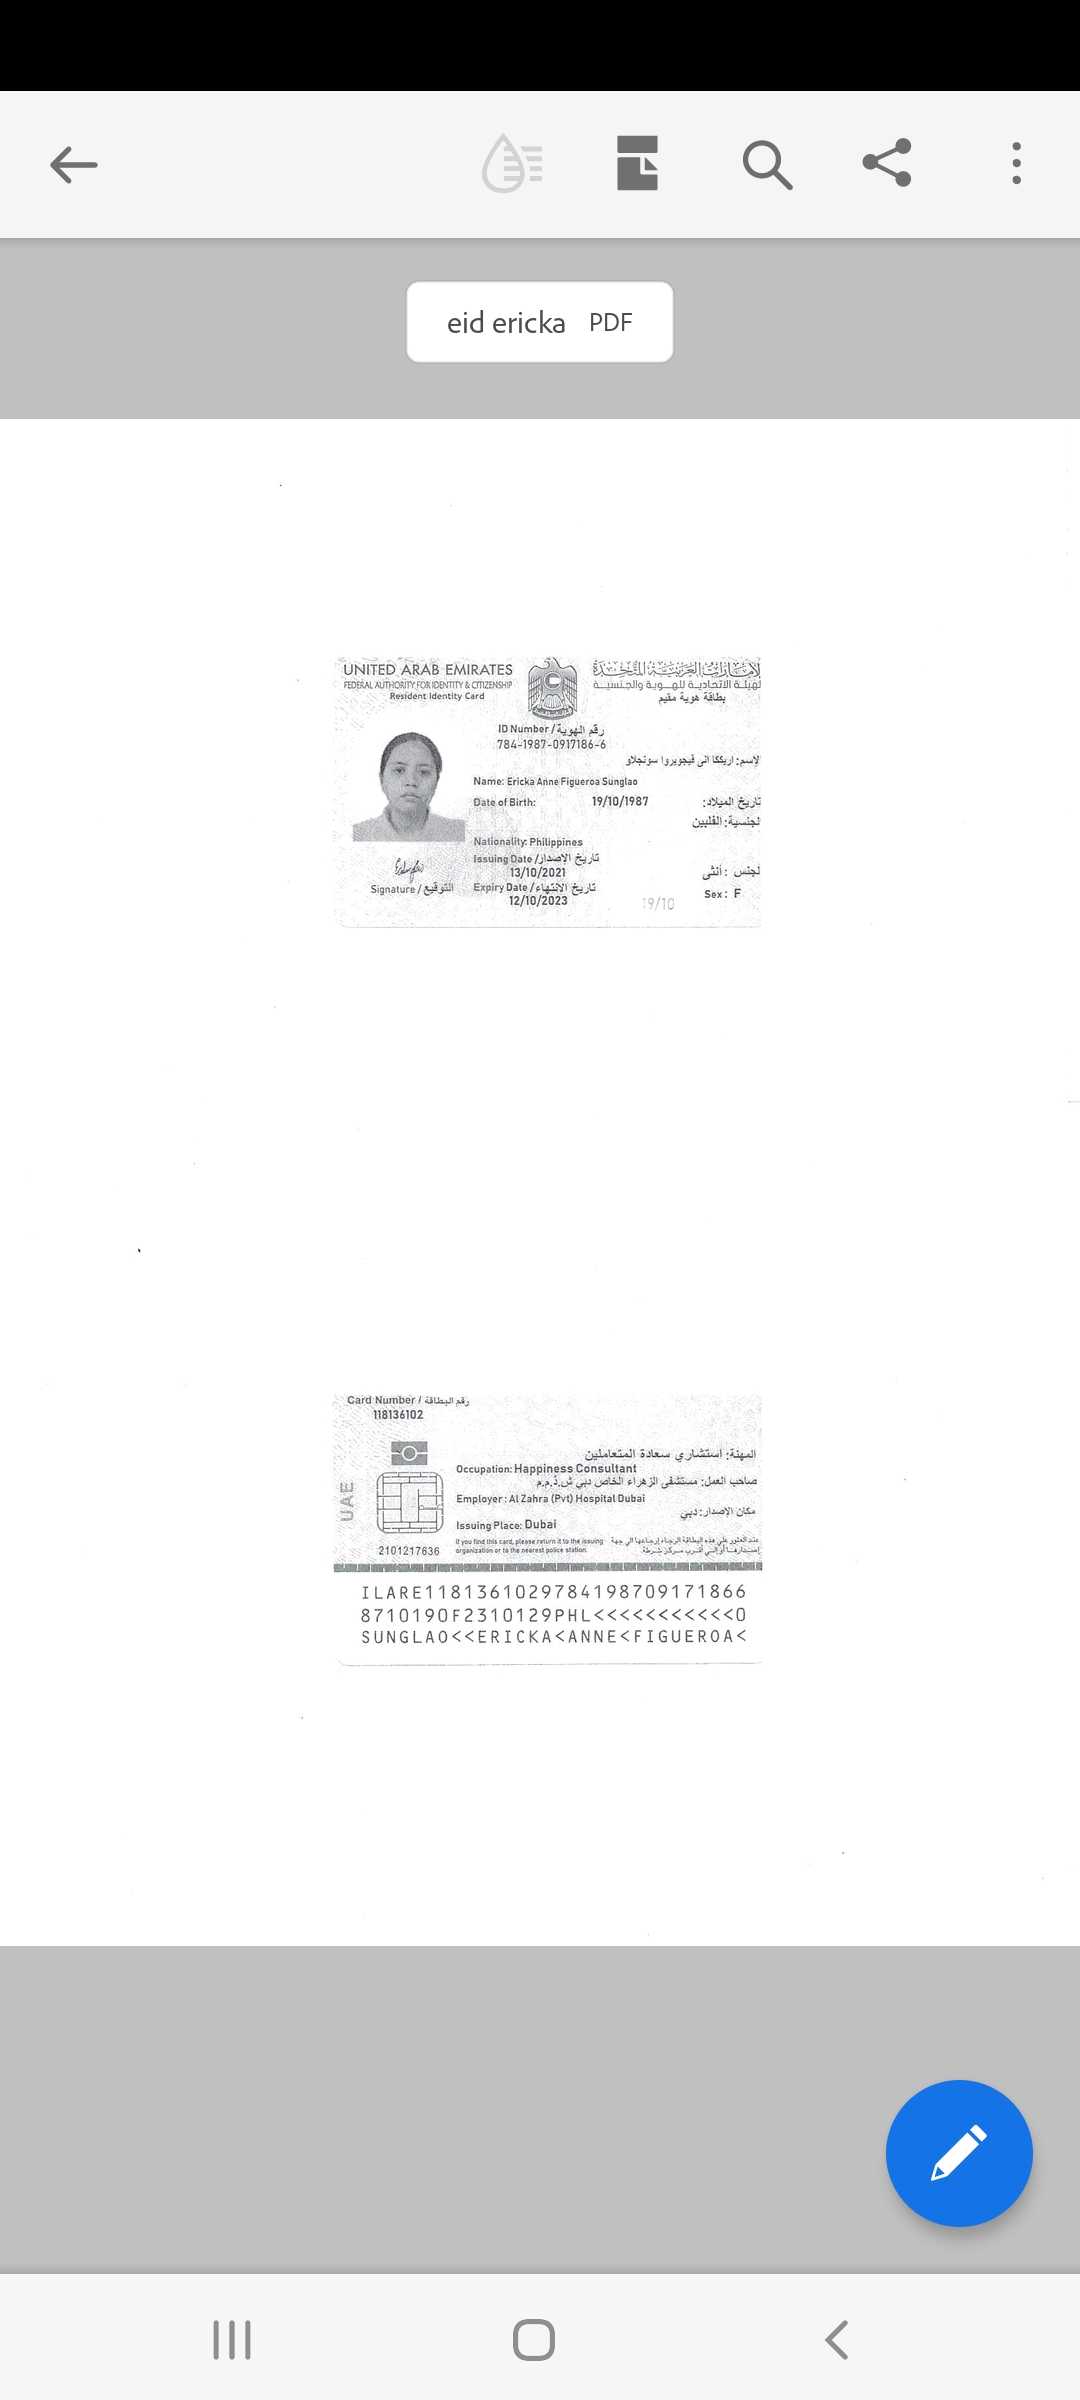 eid ericka PDF
UNITED ARAB EMIRATES
FEDERAL AUTHORITY FOR IDENTITY & CITIZENSHIP
Resident Identity Card
الإمارات العربية المتحدة
الهيئة الاتحادية للهوية والجنسية
بطاقة هوية مقيم
ID Number / رقم الهوية
784-1987-0917186-6
الاسم: اريككا انى فيجويروا سونجلاو
Name: Ericka Anne Figueroa Sunglao
Date of Birth: 19/10/1987 تاريخ الميلاد:
الجنسية: الفلبين
Nationality: Philippines
Issuing Date / تاريخ الاصدار
13/10/2021
الجنس : أنثى
Expiry Date / تاريخ الانتهاء
12/10/2023
Sex: F
19/10
Signature / التوقيع
Card Number / رقم البطاقة
118136102
المهنة: استشاري سعادة المتعاملين
Occupation: Happiness Consultant
صاحب العمل: مستشفى الزهراء الخاص دبي ش.ذ.م.م
Employer: Al Zahra (Pvt) Hospital Dubai
مكان الاصدار: دبي
Issuing Place: Dubai
If you find this card, please return it to the issuing
organization or to the nearest police station.
عند العثور على هذه البطاقة الرجاء إرجاعها الى جهة
إصدارها أو إلى أقرب مركز شرطة
UAE
2101217636
ILARE1181361029784198709171866
8710190F2310129PHL<<<<<<<<<<<0
SUNGLAO<<ERICKA<ANNE<FIGUEROA<